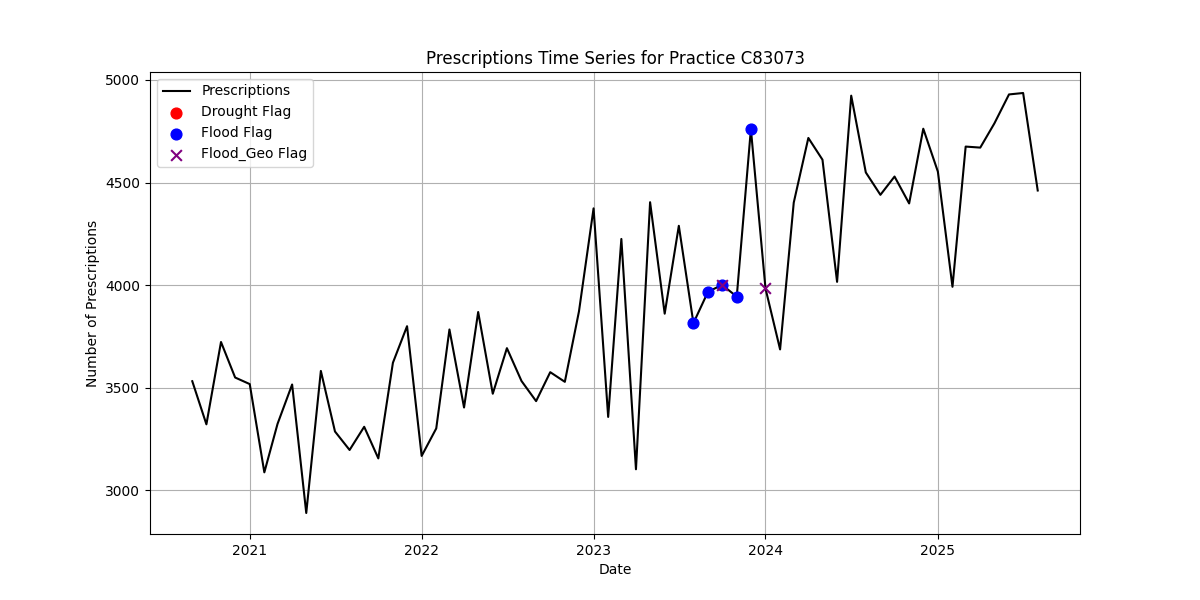 Prescriptions Time Series for Practice C83073
Prescriptions
Drought Flag
Flood Flag
Flood_Geo Flag
5000
4500
4000
3500
3000
Number of Prescriptions
2021
2022
2023
2024
2025
Date